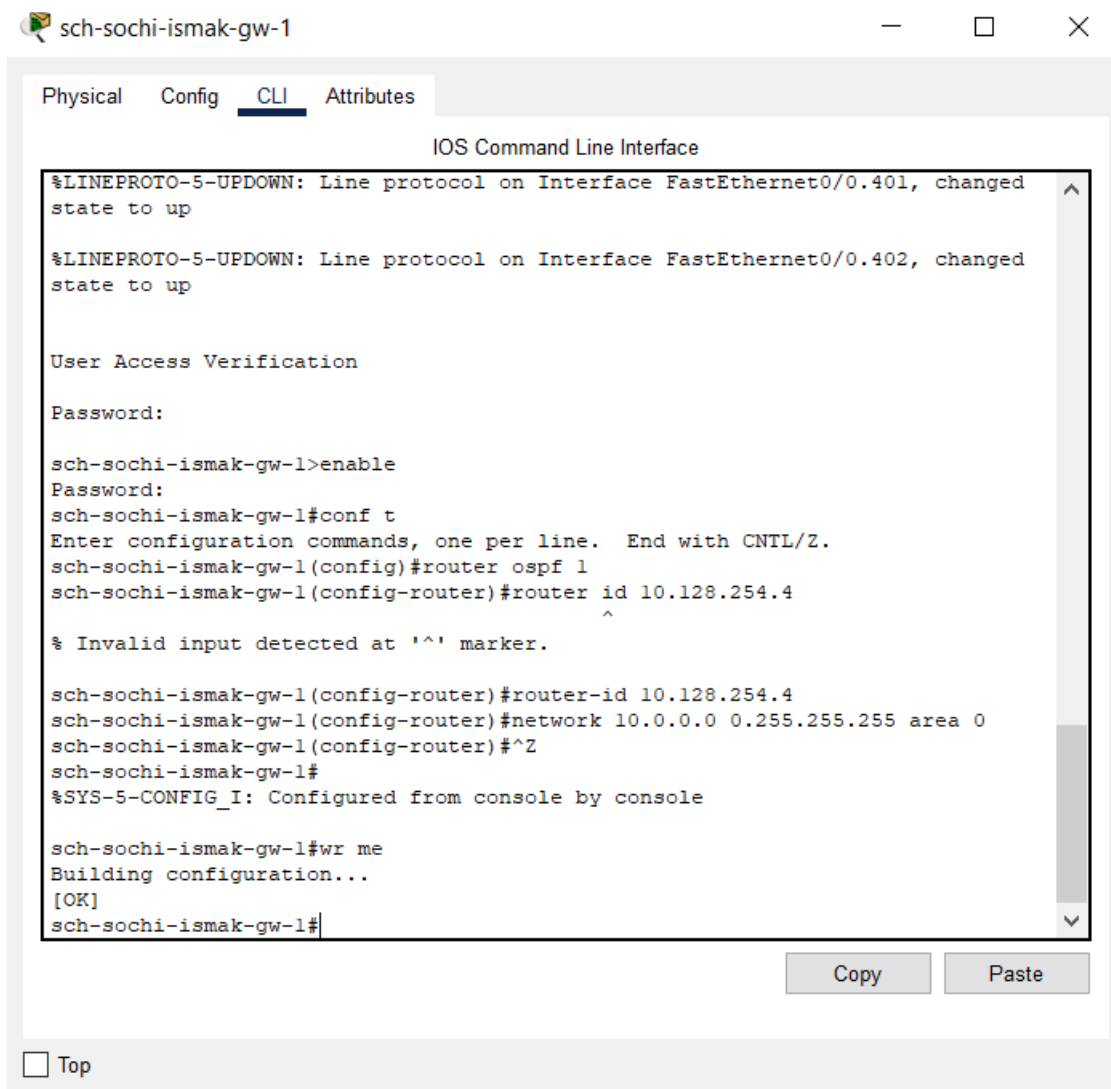 sch-sochi-ismak-gw-1
Physical Config CLI Attributes
IOS Command Line Interface
%LINEPROTO-5-UPDOWN: Line protocol on Interface FastEthernet0/0.401, changed
state to up
%LINEPROTO-5-UPDOWN: Line protocol on Interface FastEthernet0/0.402, changed
state to up
User Access Verification
Password:
sch-sochi-ismak-gw-1>enable
Password:
sch-sochi-ismak-gw-1#conf t
Enter configuration commands, one per line.  End with CNTL/Z.
sch-sochi-ismak-gw-1(config)#router ospf 1
sch-sochi-ismak-gw-1(config-router)#router id 10.128.254.4
^
% Invalid input detected at '^' marker.
sch-sochi-ismak-gw-1(config-router)#router-id 10.128.254.4
sch-sochi-ismak-gw-1(config-router)#network 10.0.0.0 0.255.255.255 area 0
sch-sochi-ismak-gw-1(config-router)#^Z
sch-sochi-ismak-gw-1#
%SYS-5-CONFIG_I: Configured from console by console
sch-sochi-ismak-gw-1#wr me
Building configuration...
[OK]
sch-sochi-ismak-gw-1#
Copy Paste
Top